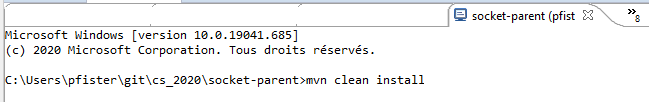 socket-parent (pfist
8
Microsoft Windows [version 10.0.19041.685]
(c) 2020 Microsoft Corporation. Tous droits réservés.
C:\Users\pfister\git\cs_2020\socket-parent>mvn clean install